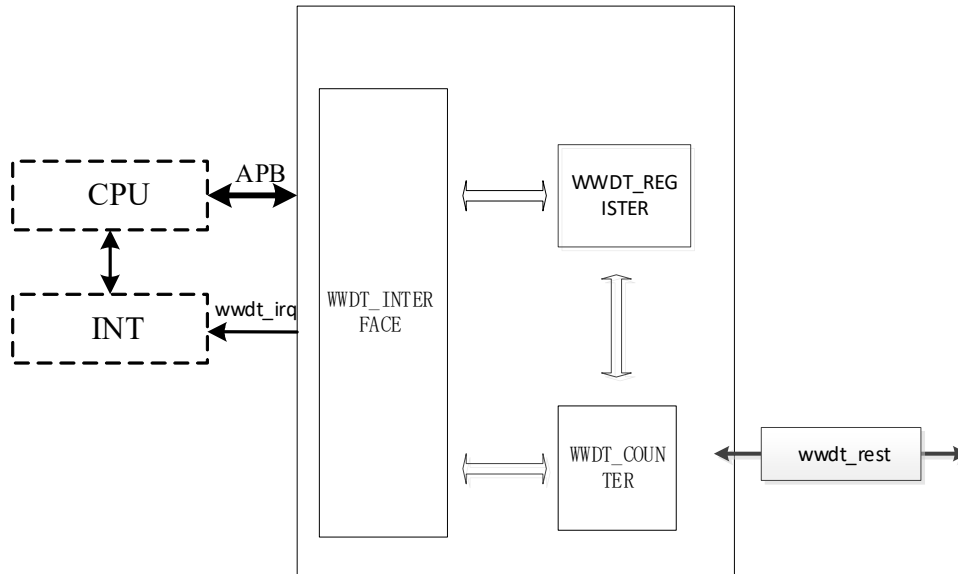 APB
CPU
WWDT_REG
ISTER
WWDT_INTER
FACE
wwdt_irq
INT
WWDT_COUN
TER
wwdt_rest